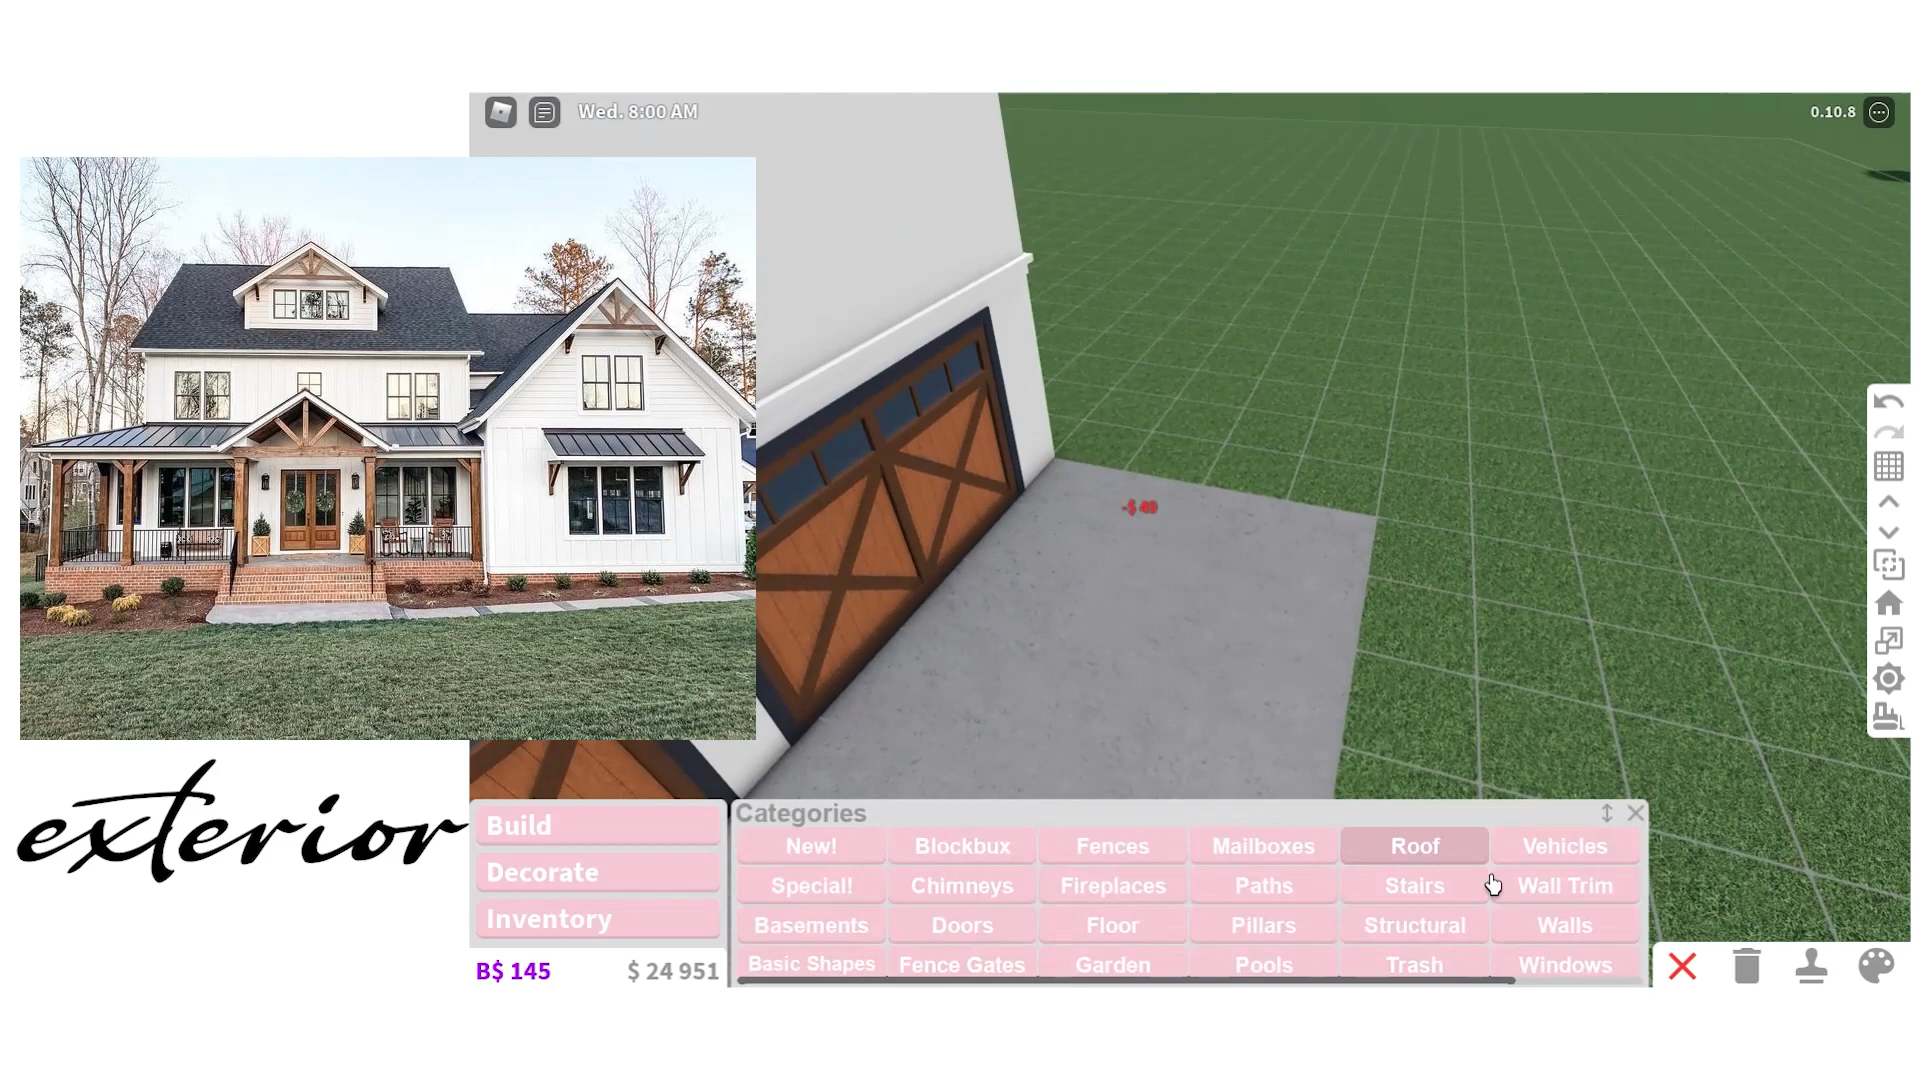 Wed. 8:00 AM
0.10.8
-$ 49
exterior
Build
Decorate
Inventory
B$ 145
$ 24 951
Categories
New! Blockbux Fences Mailboxes Roof Vehicles
Special! Chimneys Fireplaces Paths Stairs Wall Trim
Basements Doors Floor Pillars Structural Walls
Basic Shapes Fence Gates Garden Pools Trash Windows